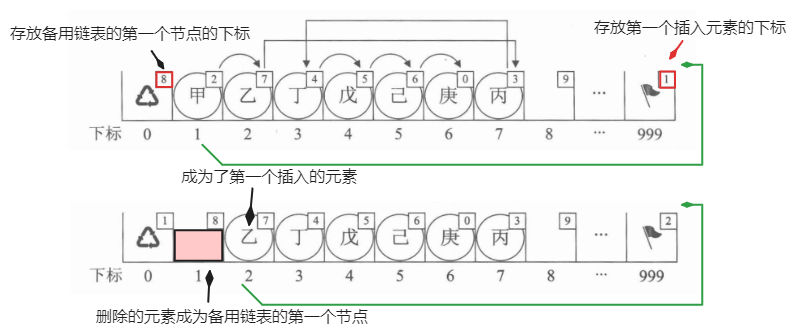 存放备用链表的第一个节点的下标
存放第一个插入元素的下标
8 2 7 4 5 6 0 3 9 1
甲 乙 丁 戊 己 庚 丙 ···
下标 0 1 2 3 4 5 6 7 8 ··· 999
成为了第一个插入的元素
1 8 7 4 5 6 0 3 9 2
乙 丁 戊 己 庚 丙 ···
下标 0 1 2 3 4 5 6 7 8 ··· 999
删除的元素成为备用链表的第一个节点